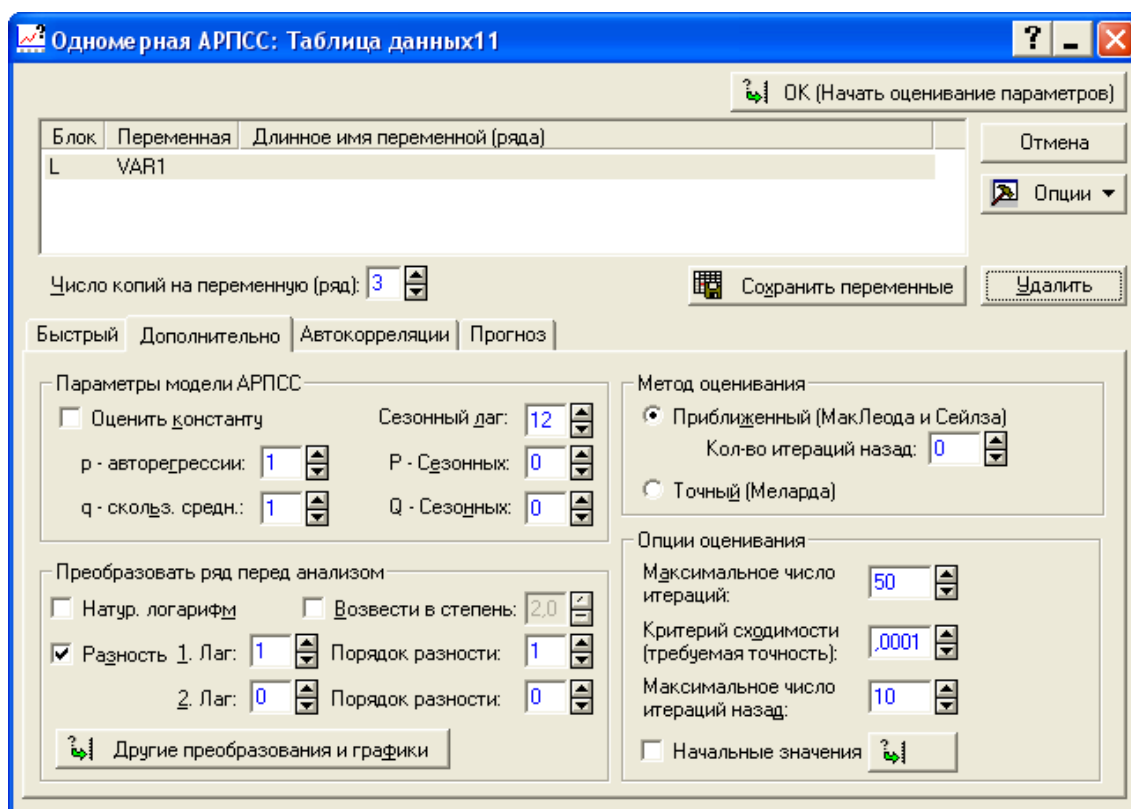 Одномерная АРПСС: Таблица данных11
?
OK (Начать оценивание параметров)
Блок Переменная Длинное имя переменной (ряда)
L VAR1
Отмена
Опции
Число копий на переменную (ряд): 3
Сохранить переменные
Удалить
Быстрый Дополнительно Автокорреляции Прогноз
Параметры модели АРПСС
Оценить константу Сезонный лаг: 12
p - авторегрессии: 1 P - Сезонных: 0
q - скольз. средн.: 1 Q - Сезонных: 0
Преобразовать ряд перед анализом
Натур. логарифм Возвести в степень: 2,0
Разность 1. Лаг: 1 Порядок разности: 1
2. Лаг: 0 Порядок разности: 0
Другие преобразования и графики
Метод оценивания
Приближенный (МакЛеода и Сейлза)
Кол-во итераций назад: 0
Точный (Меларда)
Опции оценивания
Максимальное число
итераций: 50
Критерий сходимости
(требуемая точность): ,0001
Максимальное число
итераций назад: 10
Начальные значения